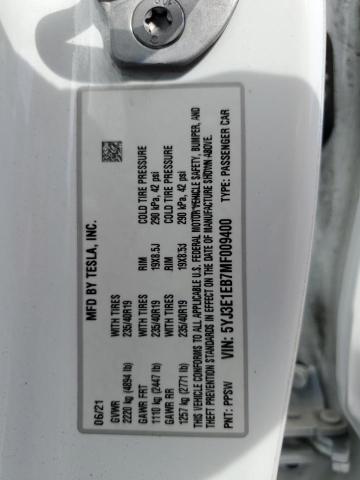 MFD BY TESLA, INC.
06/21
GVWR WITH TIRES RIM COLD TIRE PRESSURE
2220 kg (4894 lb) 235/40R19 19X8.5J 290 kPa, 42 psi
GAWR FRT WITH TIRES RIM COLD TIRE PRESSURE
1110 kg (2447 lb) 235/40R19 19X8.5J 290 kPa, 42 psi
GAWR RR WITH TIRES RIM COLD TIRE PRESSURE
1257 kg (2771 lb) 235/40R19 19X8.5J 290 kPa, 42 psi
THIS VEHICLE CONFORMS TO ALL APPLICABLE
U.S. FEDERAL MOTOR VEHICLE SAFETY, BUMPER, AND
THEFT PREVENTION STANDARDS IN EFFECT ON THE
DATE OF MANUFACTURE SHOWN ABOVE.
VIN: 5YJ3E1EB7MF009400
PNT: PPSW TYPE: PASSENGER CAR